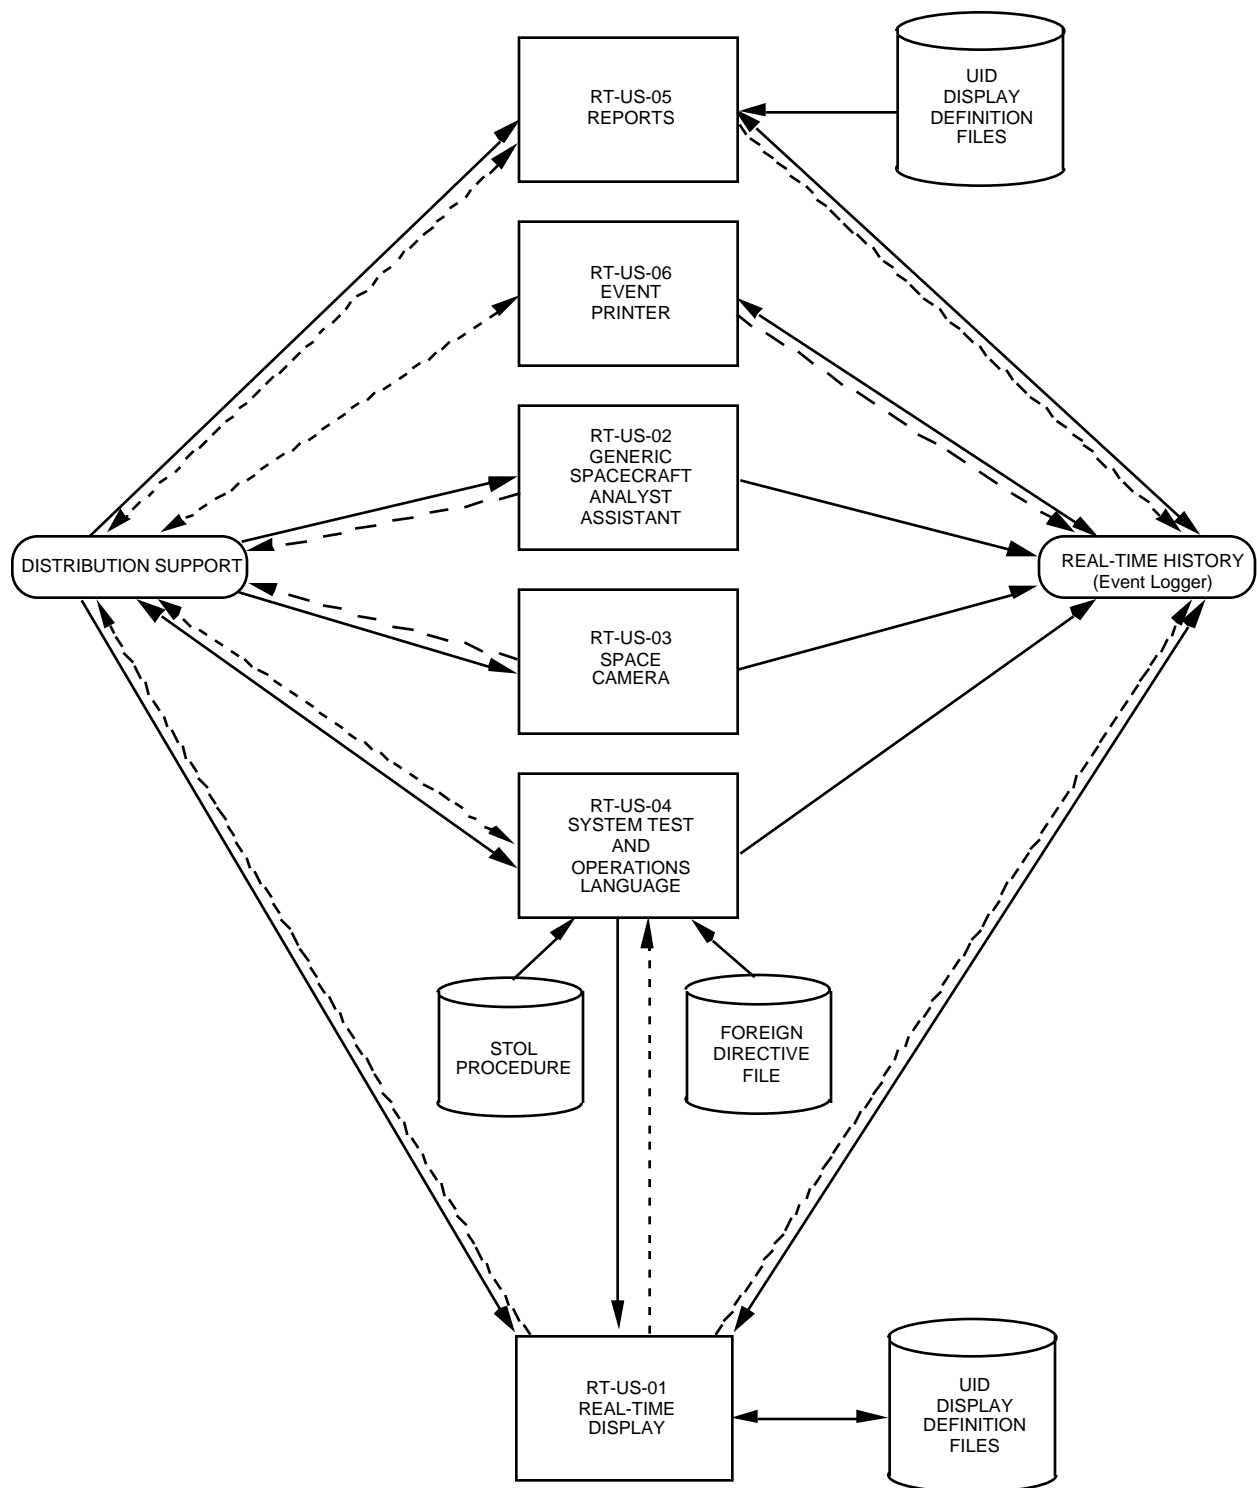 RT-US-05
REPORTS
UID
DISPLAY
DEFINITION
FILES
RT-US-06
EVENT
PRINTER
RT-US-02
GENERIC
SPACECRAFT
ANALYST
ASSISTANT
DISTRIBUTION SUPPORT
REAL-TIME HISTORY
(Event Logger)
RT-US-03
SPACE
CAMERA
RT-US-04
SYSTEM TEST
AND
OPERATIONS
LANGUAGE
STOL
PROCEDURE
FOREIGN
DIRECTIVE
FILE
RT-US-01
REAL-TIME
DISPLAY
UID
DISPLAY
DEFINITION
FILES